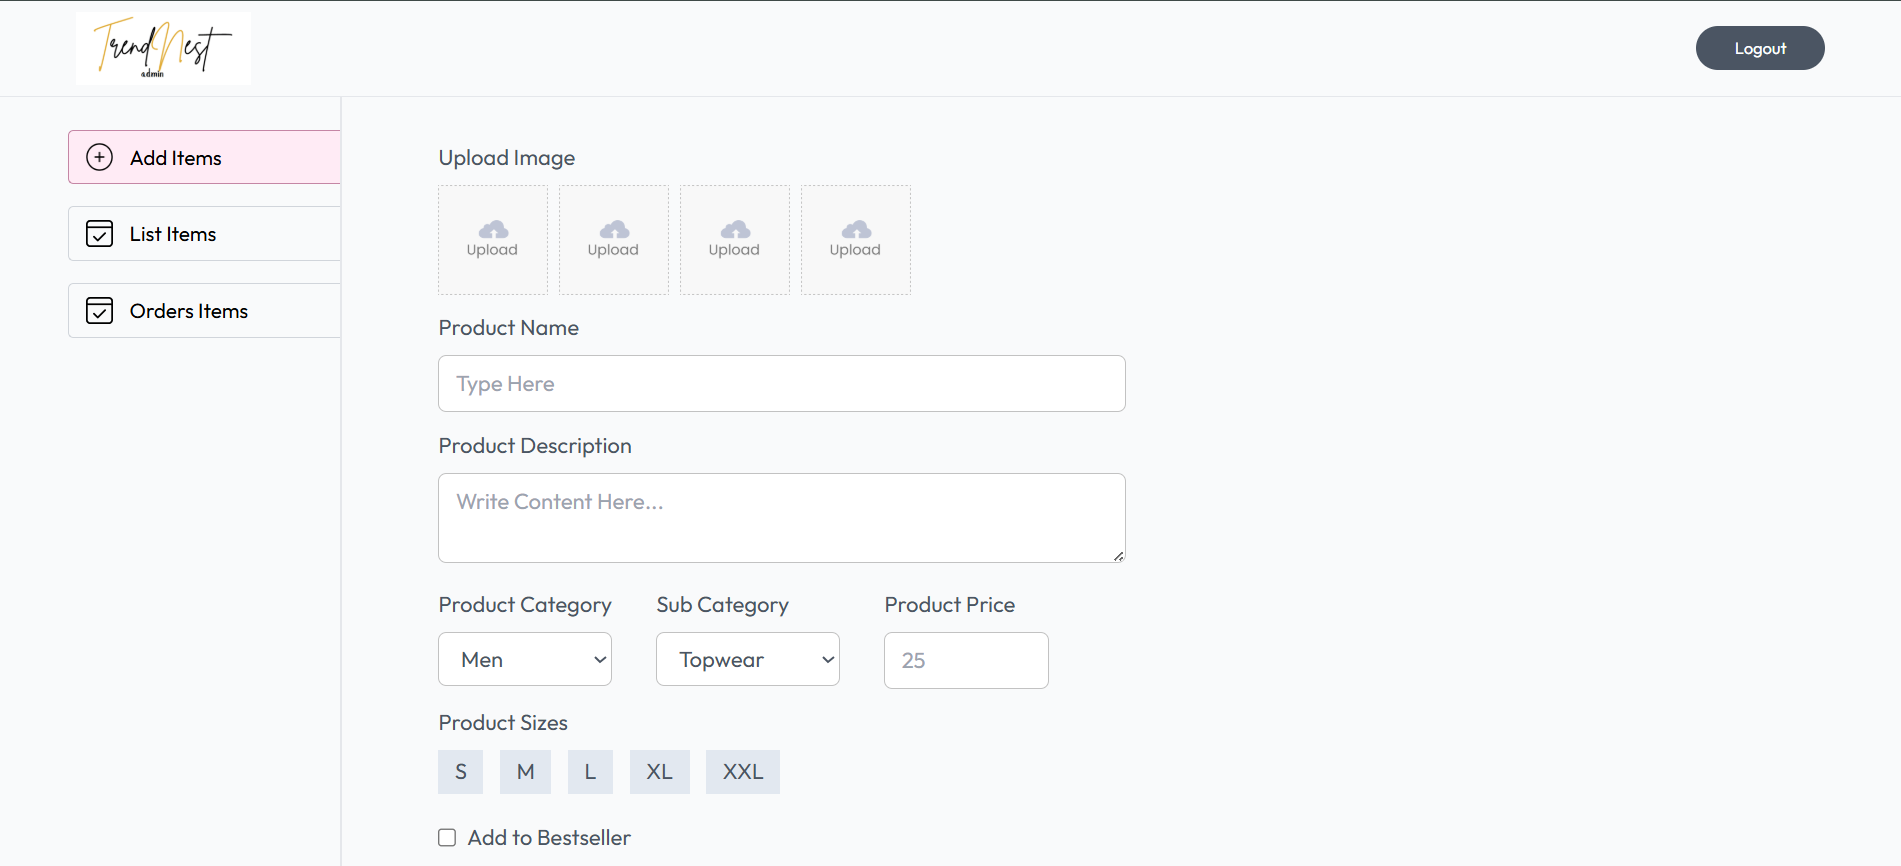 TrendNest
admin
Logout
Add Items
List Items
Orders Items
Upload Image
Upload Upload Upload Upload
Product Name
Type Here
Product Description
Write Content Here...
Product Category Sub Category Product Price
Men Topwear 25
Product Sizes
S M L XL XXL
Add to Bestseller